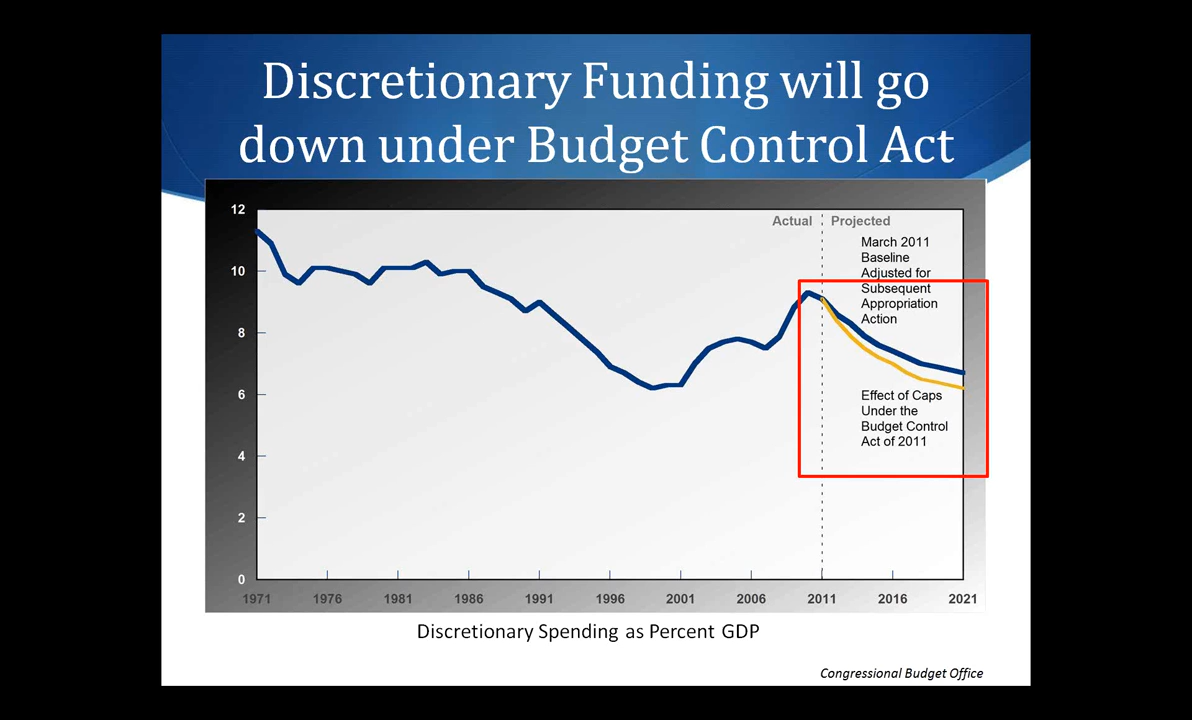 Discretionary Funding will go
down under Budget Control Act
12
10
8
6
4
2
0
Actual
Projected
March 2011
Baseline
Adjusted for
Subsequent
Appropriation
Action
Effect of Caps
Under the
Budget Control
Act of 2011
1971 1976 1981 1986 1991 1996 2001 2006 2011 2016 2021
Discretionary Spending as Percent GDP
Congressional Budget Office